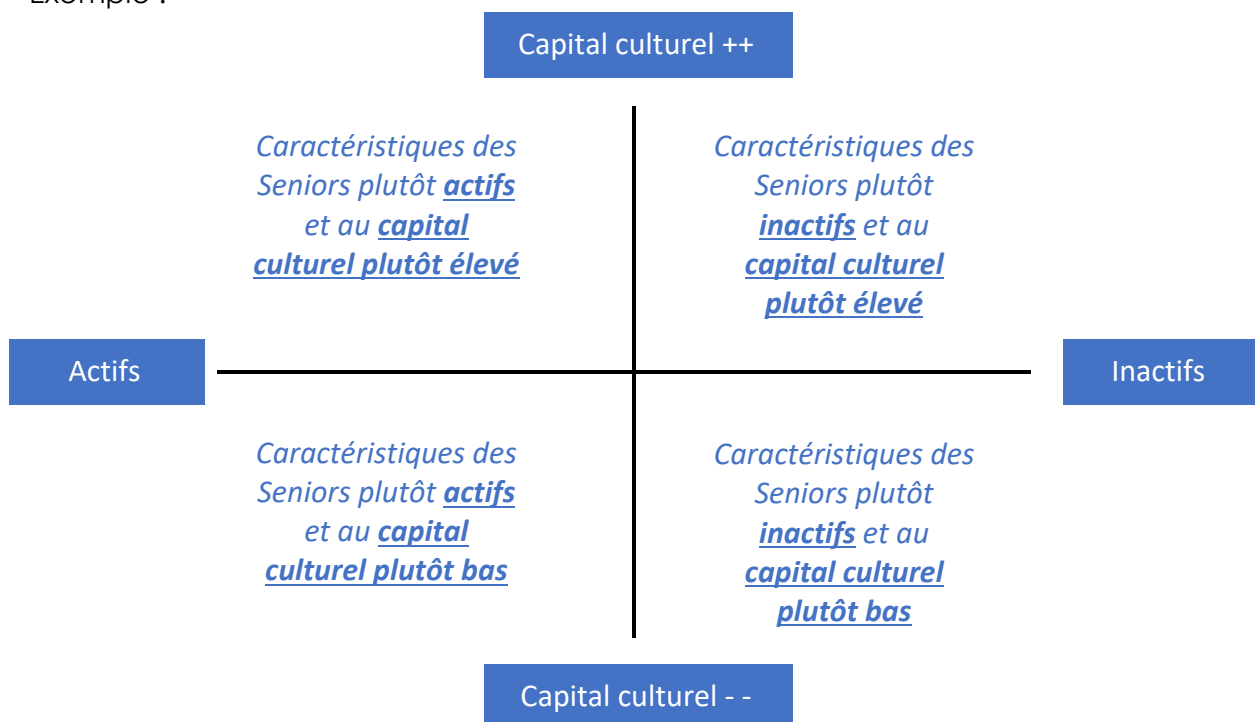 Exemple :
Capital culturel ++
Caractéristiques des
Seniors plutôt actifs
et au capital
culturel plutôt élevé
Caractéristiques des
Seniors plutôt
inactifs et au
capital culturel
plutôt élevé
Actifs
Inactifs
Caractéristiques des
Seniors plutôt actifs
et au capital
culturel plutôt bas
Caractéristiques des
Seniors plutôt
inactifs et au
capital culturel
plutôt bas
Capital culturel - -